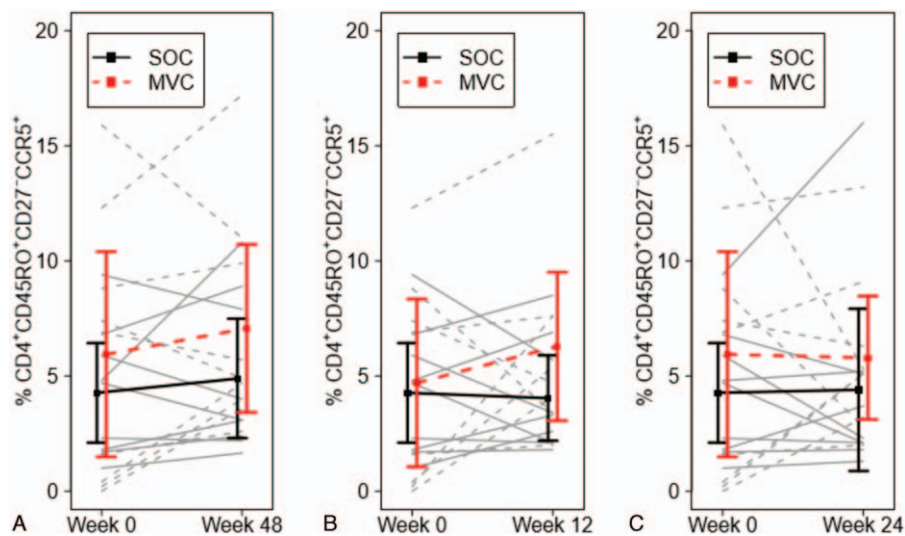 % CD4⁺CD45RO⁺CD27⁻CCR5⁺
20
15
10
5
0
SOC
MVC
A
Week 0
Week 48
% CD4⁺CD45RO⁺CD27⁻CCR5⁺
20
15
10
5
0
SOC
MVC
B
Week 0
Week 12
% CD4⁺CD45RO⁺CD27⁻CCR5⁺
20
15
10
5
0
SOC
MVC
C
Week 0
Week 24